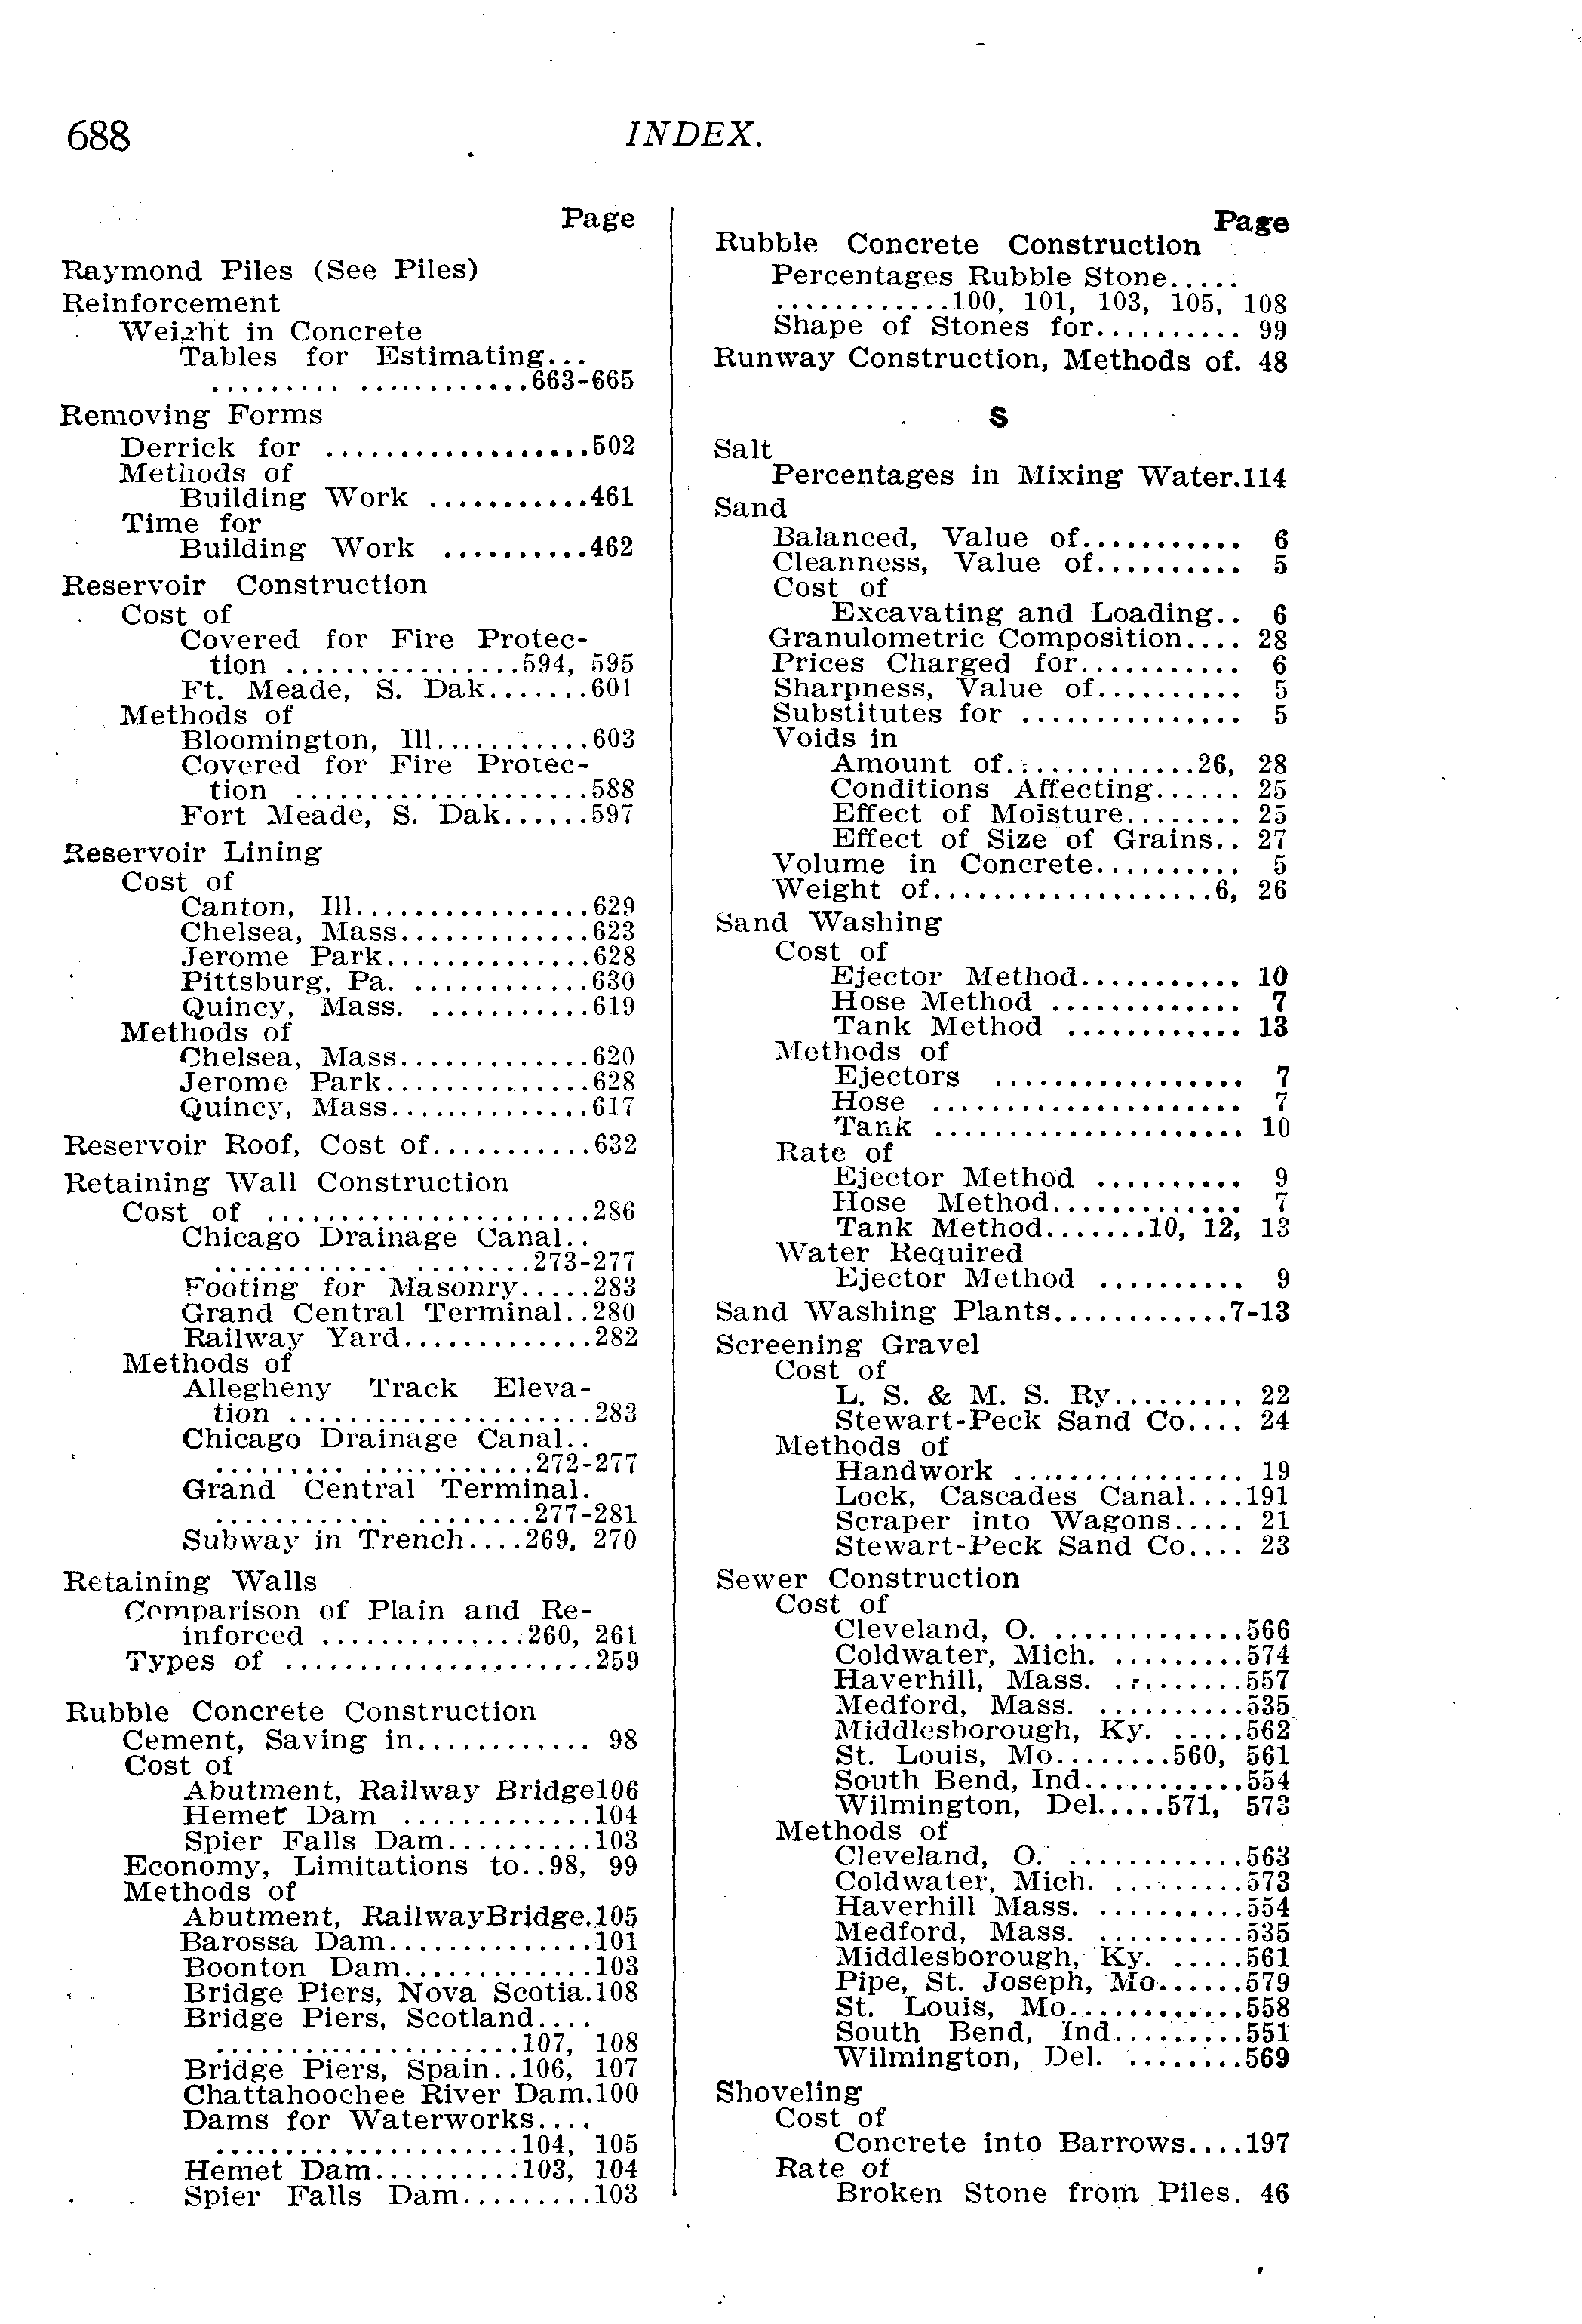 688
INDEX.
Page
Raymond Piles (See Piles)
Reinforcement
Weight in Concrete
Tables for Estimating...
......... ............663-665
Removing Forms
Derrick for ..................502
Methods of
Building Work ...........461
Time for
Building Work ..........462
Reservoir Construction
Cost of
Covered for Fire Protec-
tion ................594, 595
Ft. Meade, S. Dak.......601
Methods of
Bloomington, Ill...........603
Covered for Fire Protec-
tion ....................588
Fort Meade, S. Dak......597
Reservoir Lining
Cost of
Canton, Ill................629
Chelsea, Mass.............623
Jerome Park..............628
Pittsburg, Pa. ............630
Quincy, Mass. ...........619
Methods of
Chelsea, Mass.............620
Jerome Park..............628
Quincy, Mass..............617
Reservoir Roof, Cost of...........632
Retaining Wall Construction
Cost of ......................286
Chicago Drainage Canal..
............ ........273-277
Footing for Masonry.....283
Grand Central Terminal..280
Railway Yard.............282
Methods of
Allegheny Track Eleva-
tion .....................283
Chicago Drainage Canal..
......... ............272-277
Grand Central Terminal.
............ ........277-281
Subway in Trench....269, 270
Retaining Walls
Comparison of Plain and Re-
inforced ..............260, 261
Types of .....................259
Rubble Concrete Construction
Cement, Saving in............ 98
Cost of
Abutment, Railway Bridge106
Hemet Dam .............104
Spier Falls Dam..........103
Economy, Limitations to..98, 99
Methods of
Abutment, RailwayBridge.105
Barossa Dam..............101
Boonton Dam.............103
Bridge Piers, Nova Scotia.108
Bridge Piers, Scotland....
.....................107, 108
Bridge Piers, Spain..106, 107
Chattahoochee River Dam.100
Dams for Waterworks....
.....................104, 105
Hemet Dam..........103, 104
Spier Falls Dam.........103
Page
Rubble Concrete Construction
Percentages Rubble Stone.....
............100, 101, 103, 105, 108
Shape of Stones for.......... 99
Runway Construction, Methods of. 48
S
Salt
Percentages in Mixing Water.114
Sand
Balanced, Value of........... 6
Cleanness, Value of.......... 5
Cost of
Excavating and Loading.. 6
Granulometric Composition.... 28
Prices Charged for........... 6
Sharpness, Value of.......... 5
Substitutes for ............... 5
Voids in
Amount of.............26, 28
Conditions Affecting...... 25
Effect of Moisture........ 25
Effect of Size of Grains.. 27
Volume in Concrete.......... 5
Weight of...................6, 26
Sand Washing
Cost of
Ejector Method........... 10
Hose Method ............. 7
Tank Method ............ 13
Methods of
Ejectors ................. 7
Hose ..................... 7
Tank ..................... 10
Rate of
Ejector Method .......... 9
Hose Method............. 7
Tank Method.......10, 12, 13
Water Required
Ejector Method .......... 9
Sand Washing Plants............7-13
Screening Gravel
Cost of
L. S. & M. S. Ry......... 22
Stewart-Peck Sand Co.... 24
Methods of
Handwork ................ 19
Lock, Cascades Canal....191
Scraper into Wagons..... 21
Stewart-Peck Sand Co.... 23
Sewer Construction
Cost of
Cleveland, O. .............566
Coldwater, Mich. .........574
Haverhill, Mass. .........557
Medford, Mass. ..........535
Middlesborough, Ky. .....562
St. Louis, Mo........560, 561
South Bend, Ind...........554
Wilmington, Del.....571, 573
Methods of
Cleveland, O. ............563
Coldwater, Mich. .........573
Haverhill Mass. ..........554
Medford, Mass. ..........535
Middlesborough, Ky. .....561
Pipe, St. Joseph, Mo......579
St. Louis, Mo............558
South Bend, Ind.........551
Wilmington, Del. ........569
Shoveling
Cost of
Concrete into Barrows....197
Rate of
Broken Stone from Piles. 46